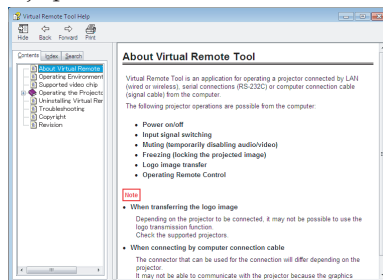 Virtual Remote Tool Help
Hide Back Forward Print
Contents Index Search
About Virtual Remote T
Operating Environment
Supported video chip
Operating the Projecto
Uninstalling Virtual Rer
Troubleshooting
Copyright
Revision
About Virtual Remote Tool
Virtual Remote Tool is an application for operating a projector connected by LAN
(wired or wireless), serial connections (RS-232C) or computer connection cable
(signal cable) from the computer.
The following projector operations are possible from the computer:
• Power on/off
• Input signal switching
• Muting (temporarily disabling audio/video)
• Freezing (locking the projected image)
• Logo image transfer
• Operating Remote Control
Note
• When transferring the logo image
Depending on the projector to be connected, it may not be possible to use the
logo transmission function.
Check the supported projectors.
• When connecting by computer connection cable
The connector that can be used for the connection will differ depending on the
projector.
It may not be able to communicate with the projector because the graphics